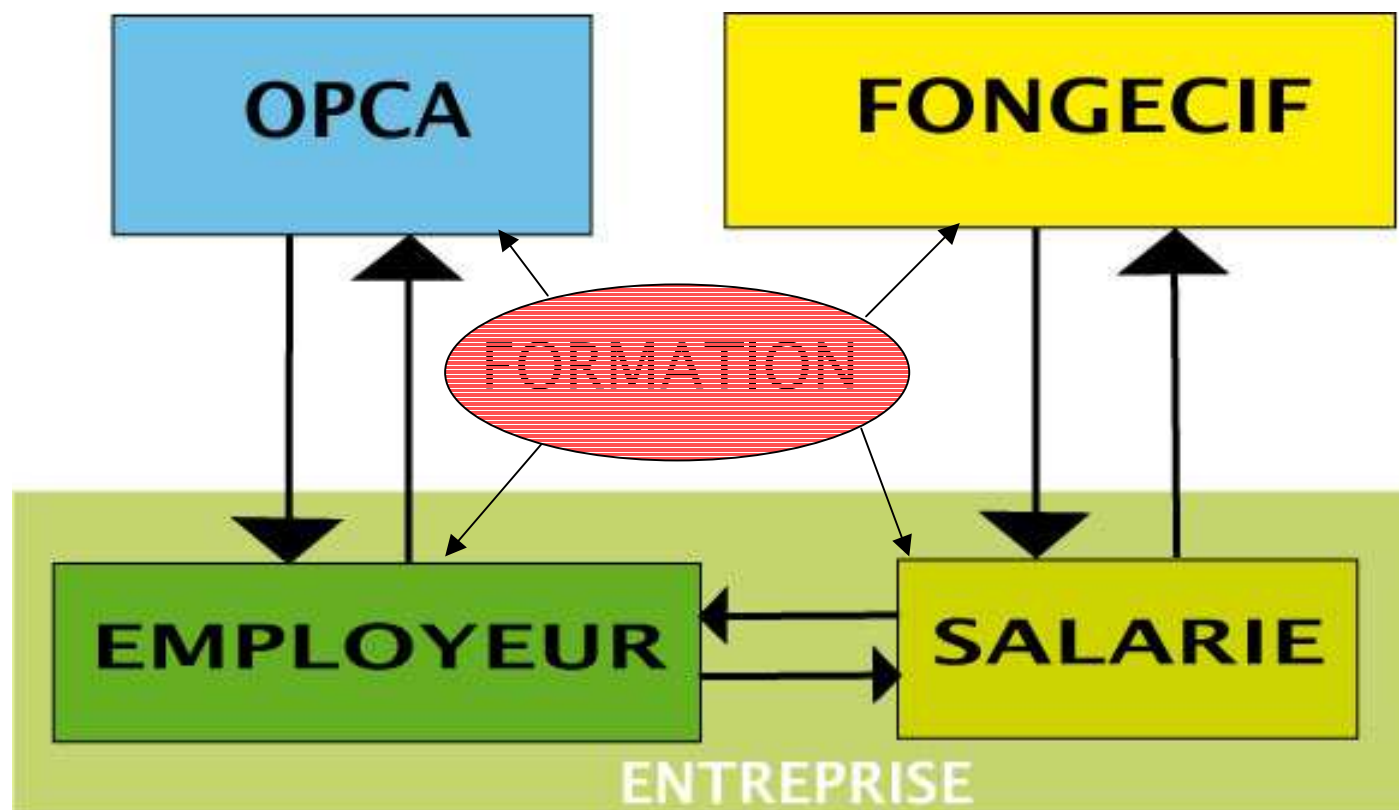 OPCA
FONGECIF
FORMATION
EMPLOYEUR
SALARIE
ENTREPRISE